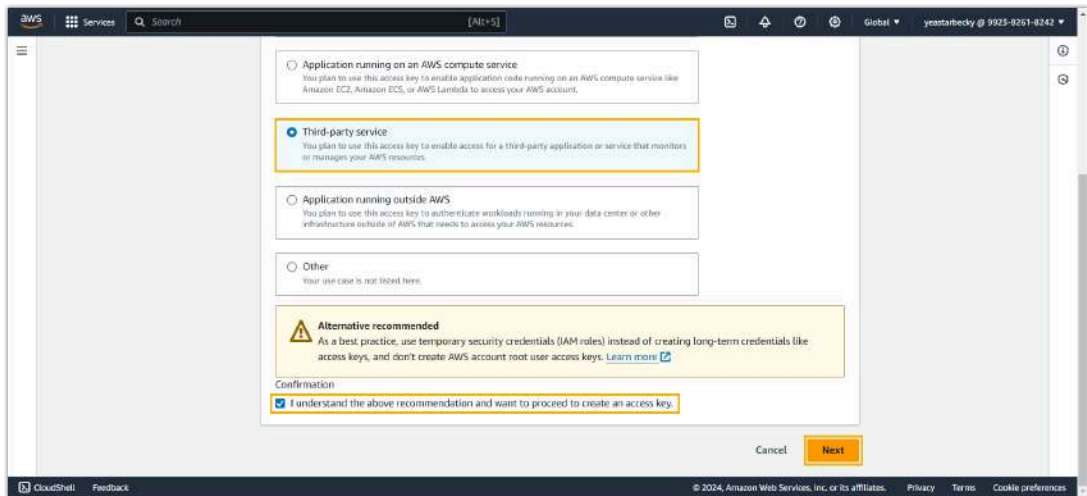 aws Services Search [Alt+S] Global yeastarbecky @ 9923-8261-8242
Application running on an AWS compute service
You plan to use this access key to enable application code running on an AWS compute service like
Amazon EC2, Amazon ECS, or AWS Lambda to access your AWS account.
Third-party service
You plan to use this access key to enable access for a third-party application or service that monitors
or manages your AWS resources.
Application running outside AWS
You plan to use this access key to authenticate workloads running in your data center or other
infrastructure outside of AWS that needs to access your AWS resources.
Other
Your use case is not listed here.
Alternative recommended
As a best practice, use temporary security credentials (IAM roles) instead of creating long-term credentials like
access keys, and don't create AWS account root user access keys. Learn more
Confirmation
I understand the above recommendation and want to proceed to create an access key.
Cancel Next
CloudShell Feedback © 2024, Amazon Web Services, Inc. or its affiliates. Privacy Terms Cookie preferences